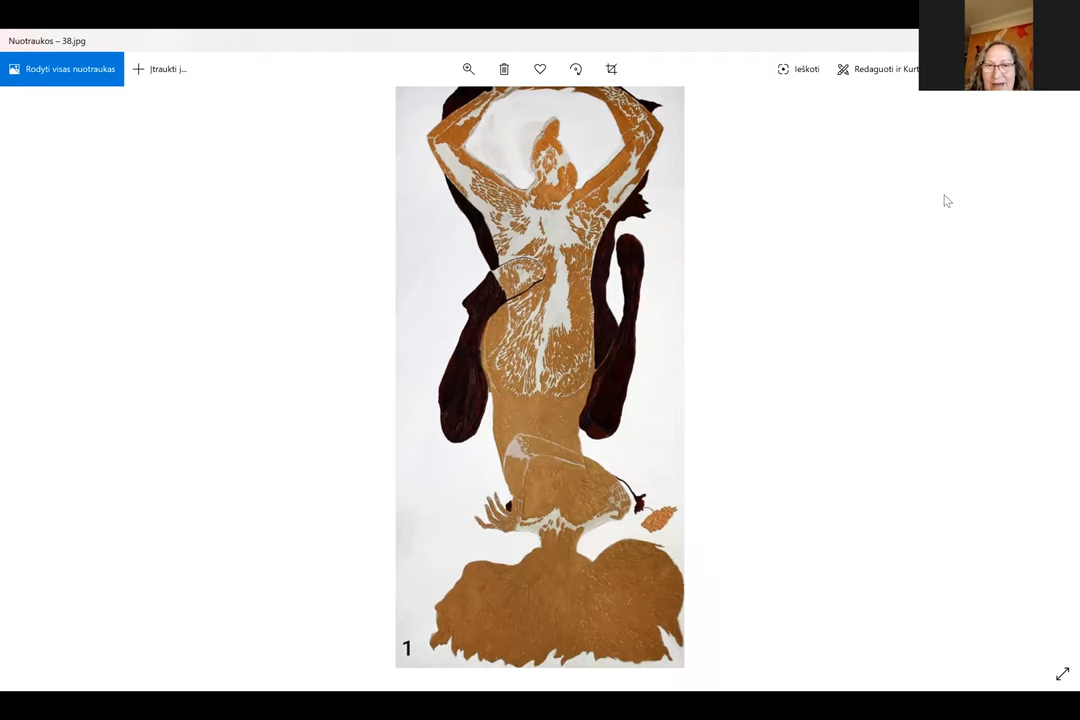 Nuotraukos – 38.jpg
Rodyti visas nuotraukas
Įtraukti į...
Ieškoti
Redaguoti ir Kurt
1